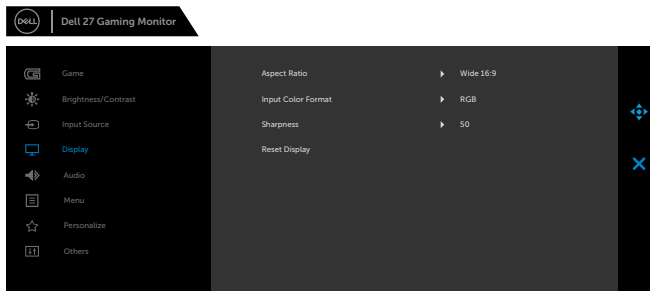 DELL
Dell 27 Gaming Monitor
Game
Brightness/Contrast
Input Source
Display
Audio
Menu
Personalize
Others
Aspect Ratio Wide 16:9
Input Color Format RGB
Sharpness 50
Reset Display